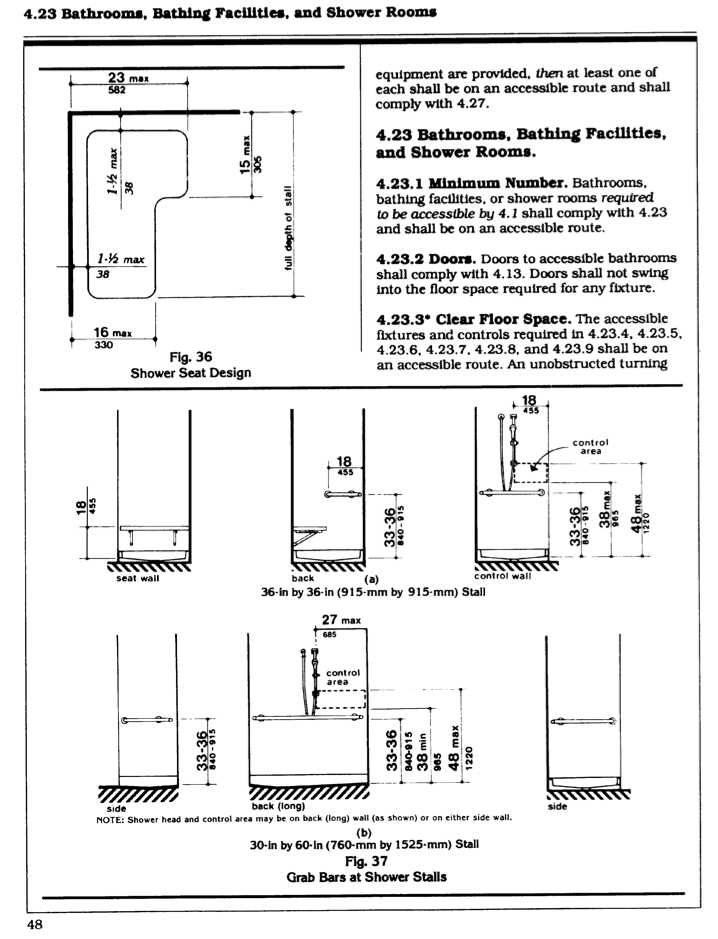 4.23 Bathrooms, Bathing Facilities, and Shower Rooms
23 max
582
1-½ max
38
15 max
305
full depth of stall
1-½ max
38
16 max
330
Fig. 36
Shower Seat Design
equipment are provided, then at least one of
each shall be on an accessible route and shall
comply with 4.27.
4.23 Bathrooms, Bathing Facilities,
and Shower Rooms.
4.23.1 Minimum Number. Bathrooms,
bathing facilities, or shower rooms required
to be accessible by 4.1 shall comply with 4.23
and shall be on an accessible route.
4.23.2 Doors. Doors to accessible bathrooms
shall comply with 4.13. Doors shall not swing
into the floor space required for any fixture.
4.23.3* Clear Floor Space. The accessible
fixtures and controls required in 4.23.4, 4.23.5,
4.23.6, 4.23.7, 4.23.8, and 4.23.9 shall be on
an accessible route. An unobstructed turning
18
455
seat wall
18
455
33-36
840-915
back
18
455
control
area
33-36
840-915
38 max
965
48 max
1220
control wall
(a)
36-in by 36-in (915-mm by 915-mm) Stall
33-36
840-915
side
27 max
685
control
area
33-36
840-915
38 min
965
48 max
1220
back (long)
side
NOTE: Shower head and control area may be on back (long) wall (as shown) or on either side wall.
(b)
30-in by 60-in (760-mm by 1525-mm) Stall
Fig. 37
Grab Bars at Shower Stalls
48